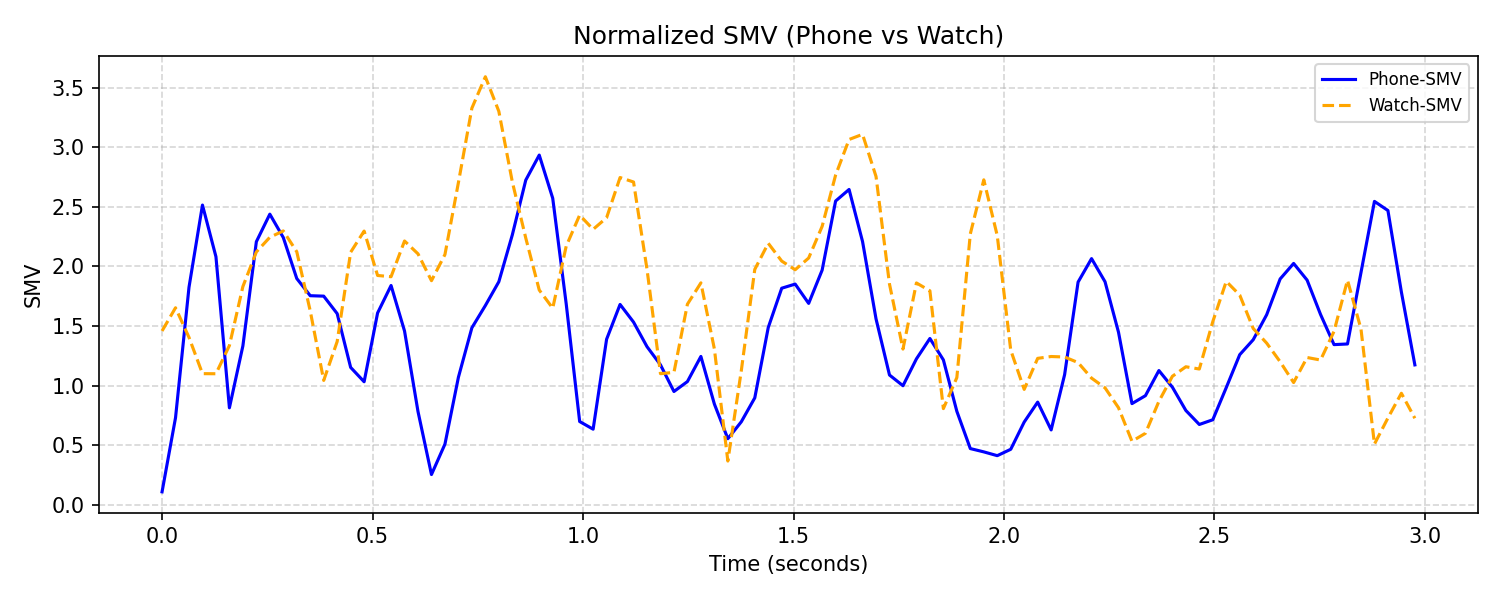 Normalized SMV (Phone vs Watch)
Phone-SMV
Watch-SMV
SMV
3.5
3.0
2.5
2.0
1.5
1.0
0.5
0.0
0.0 0.5 1.0 1.5 2.0 2.5 3.0
Time (seconds)